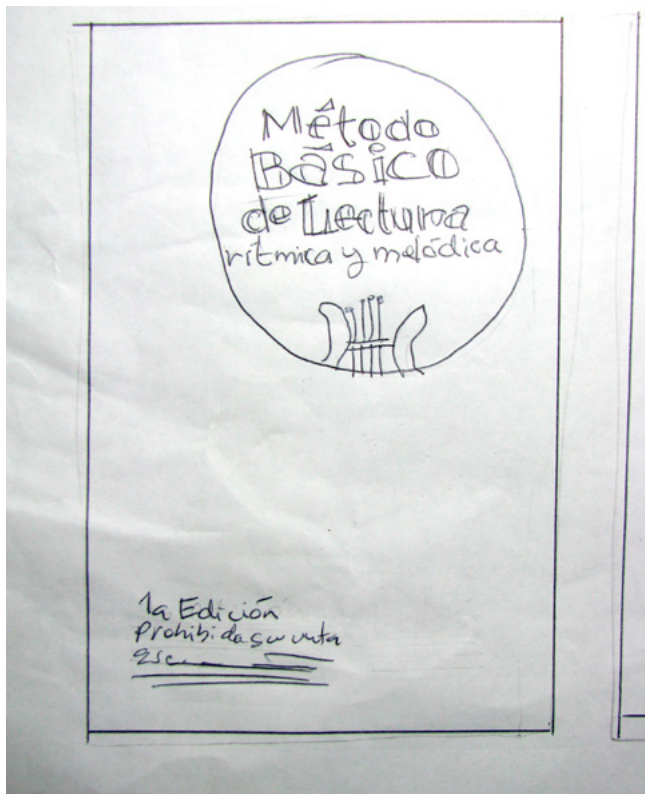 Método
Básico
de Lectura
rítmica y melódica
1a Edición
Prohibida su venta